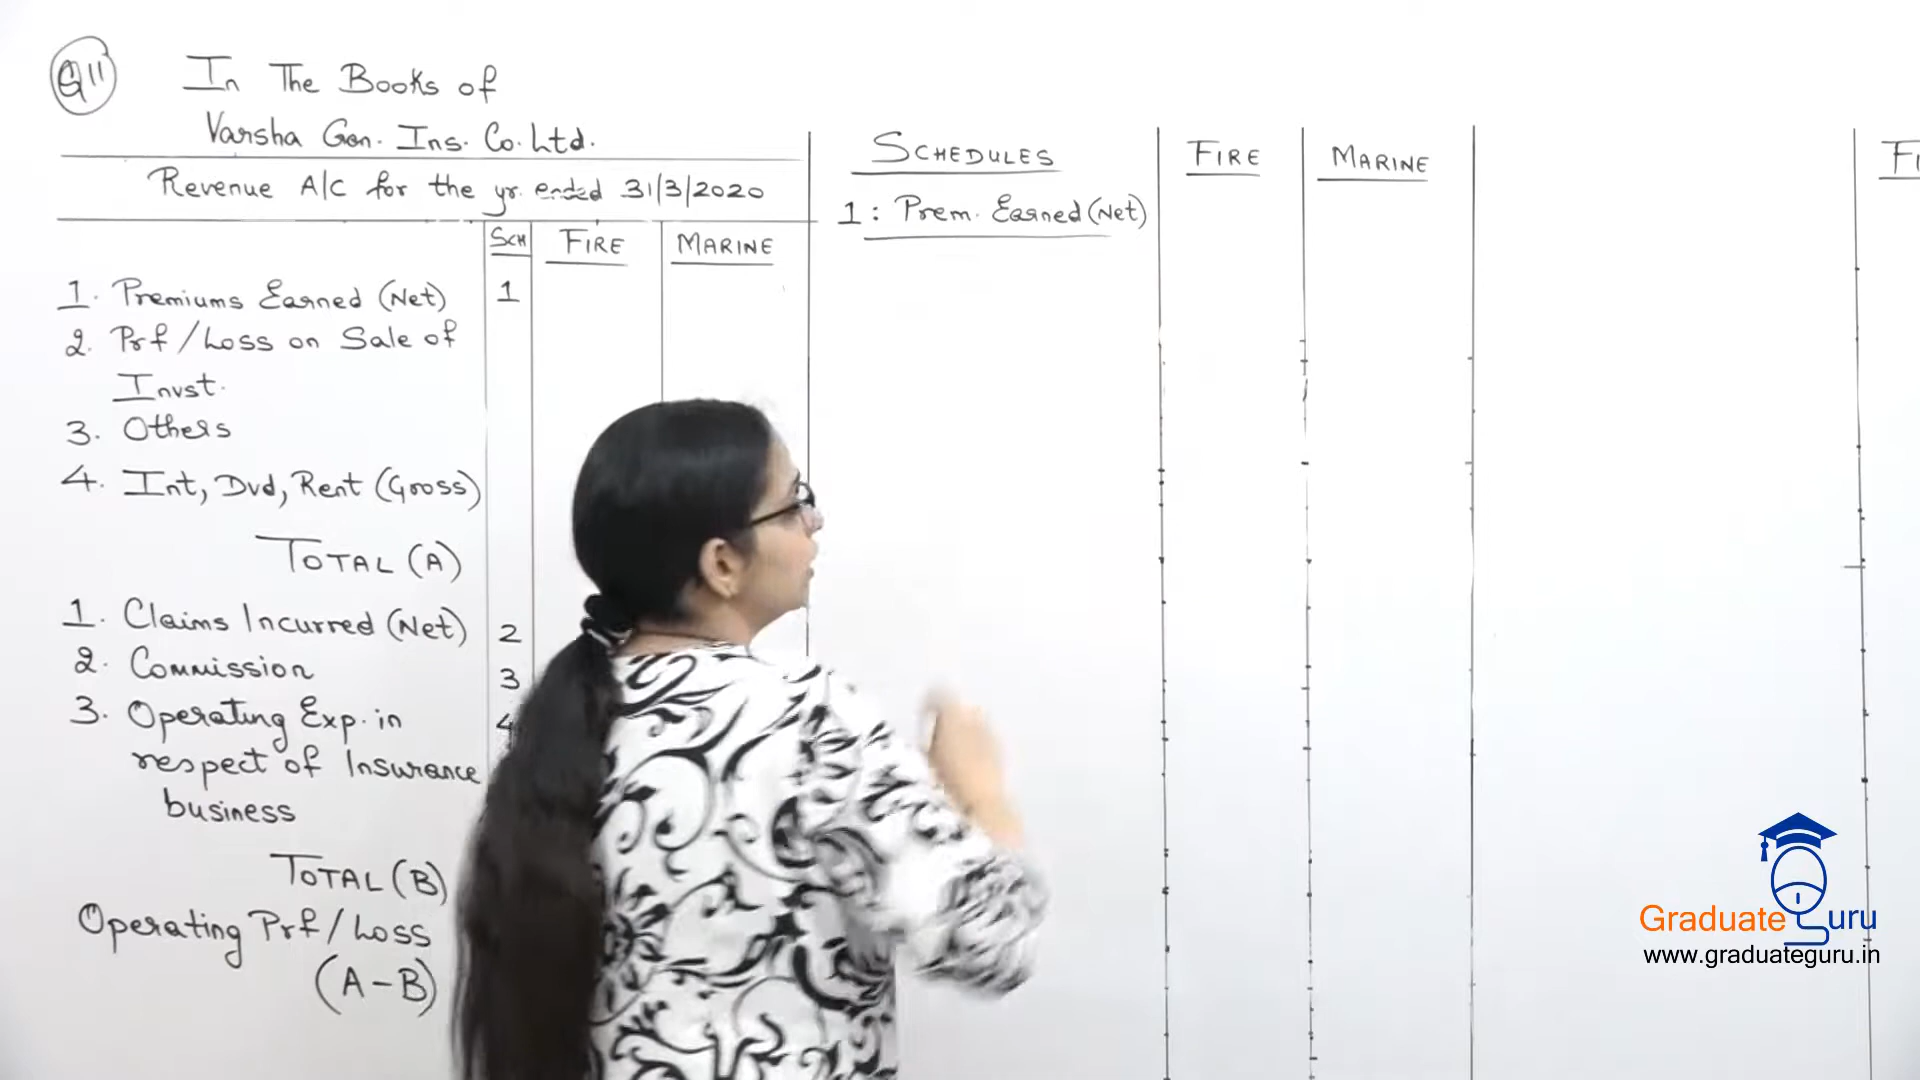 Q11
In The Books of
Varsha Gen. Ins. Co. Ltd.
Revenue A/C for the yr. ended 31/3/2020
SCH FIRE MARINE
1. Premiums Earned (Net) 1
2. Prf/Loss on Sale of
Invst.
3. Others
4. Int, Dvd, Rent (Gross)
TOTAL (A)
1. Claims Incurred (Net) 2
2. Commission 3
3. Operating Exp. in 4
respect of Insurance
business
TOTAL (B)
Operating Prf/Loss
(A-B)
SCHEDULES FIRE MARINE
1: Prem. Earned (Net)
Graduate Guru
www.graduateguru.in